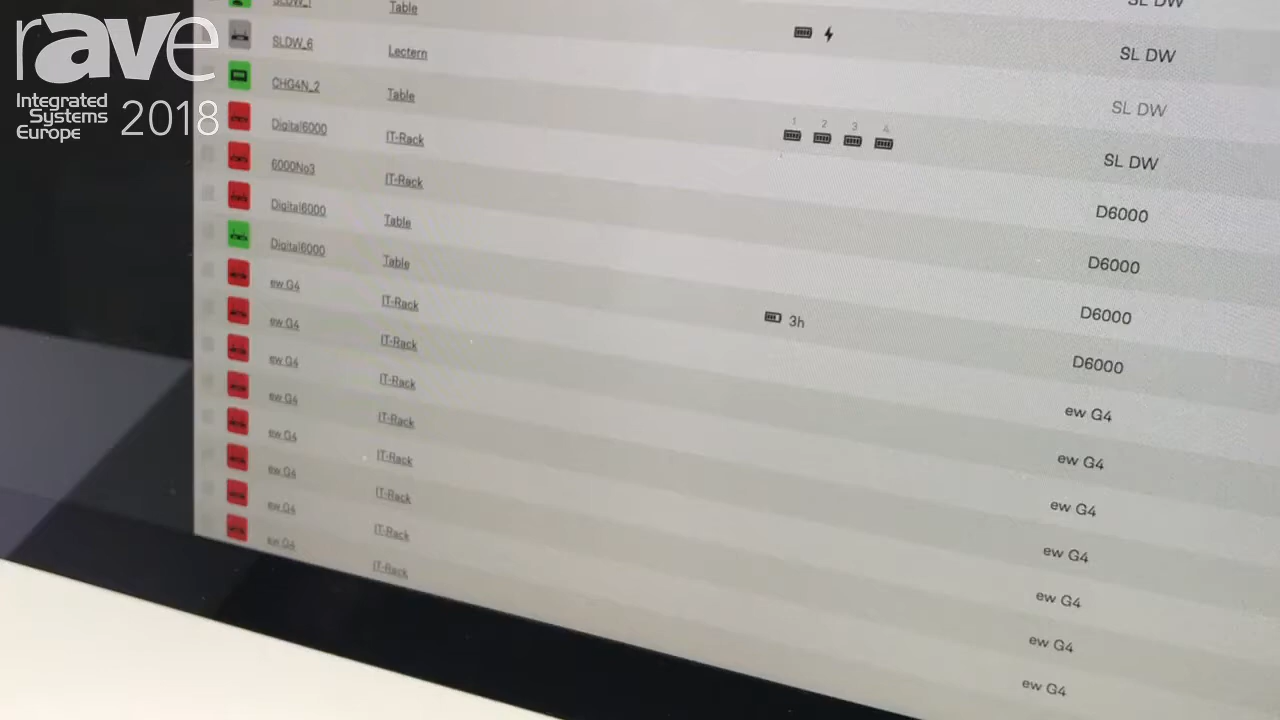 rave
Integrated Systems Europe 2018
SL DW
SLDW_1 Table SL DW
SLDW_6 Lectern SL DW
1 2 3 4
CHG4N_2 Table SL DW
Digital6000 IT-Rack D6000
6000No3 IT-Rack D6000
Digital6000 Table D6000
Digital6000 Table 3h D6000
ew G4 IT-Rack ew G4
ew G4 IT-Rack ew G4
ew G4 IT-Rack ew G4
ew G4 IT-Rack ew G4
ew G4 IT-Rack ew G4
ew G4 IT-Rack ew G4
ew G4 IT-Rack ew G4
ew G4 IT-Rack